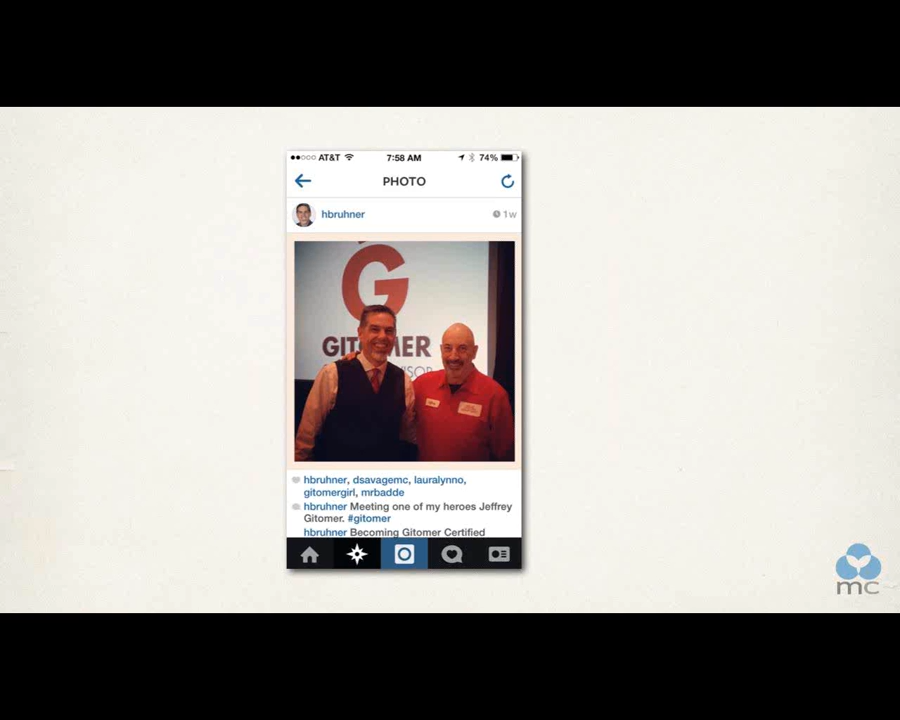 AT&T 7:58 AM 74%
PHOTO
hbruhner 1w
G
GITOMER
hbruhner, dsavagemc, lauralynno,
gitomergirl, mrbadde
hbruhner Meeting one of my heroes Jeffrey
Gitomer. #gitomer
hbruhner Becoming Gitomer Certified
mc